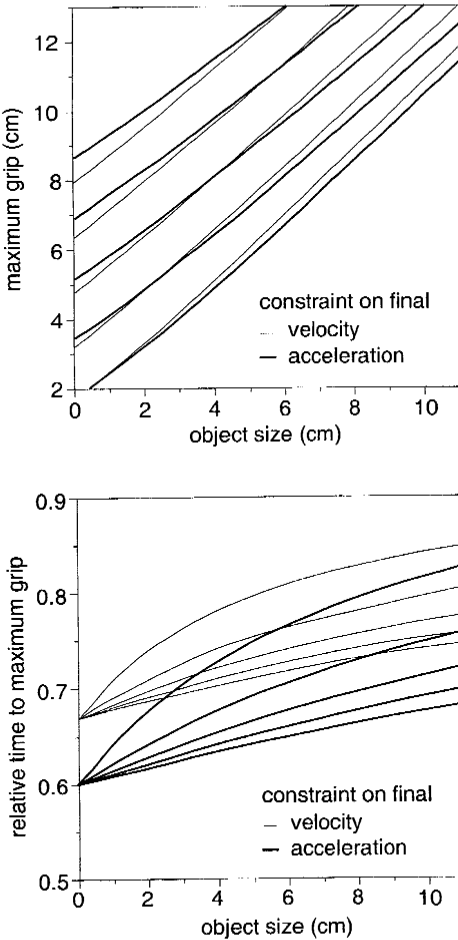 12
10
8
6
4
2
maximum grip (cm)
constraint on final
velocity
acceleration
0 2 4 6 8 10
object size (cm)
0.9
0.8
0.7
0.6
0.5
relative time to maximum grip
constraint on final
velocity
acceleration
0 2 4 6 8 10
object size (cm)